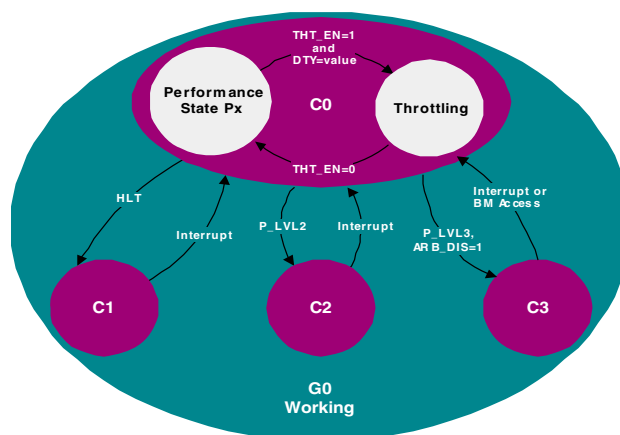 THT_EN=1
and
DTY=value
Performance
State Px
C0
Throttling
THT_EN=0
HLT
Interrupt
P_LVL2
Interrupt
P_LVL3,
ARB_DIS=1
Interrupt or
BM Access
C1
C2
C3
G0
Working